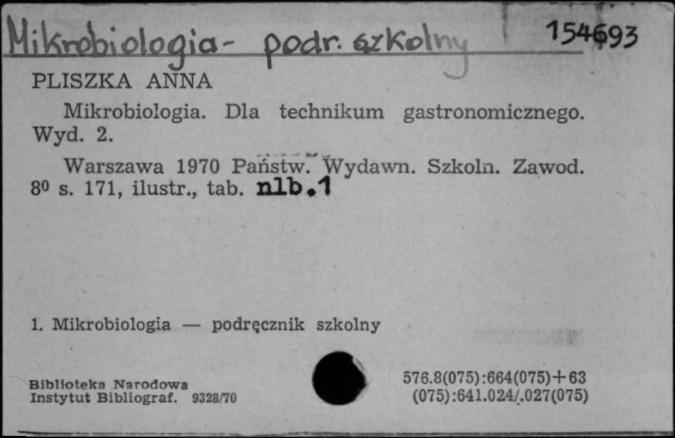 Mikrobiologia - podr. szkolny 154693
PLISZKA ANNA
Mikrobiologia. Dla technikum gastronomicznego.
Wyd. 2.
Warszawa 1970 Państw. Wydawn. Szkoln. Zawod.
8⁰ s. 171, ilustr., tab. nlb.1
1. Mikrobiologia — podręcznik szkolny
Biblioteka Narodowa
Instytut Bibliograf. 9328/70
576.8(075):664(075)+63
(075):641.024/.027(075)